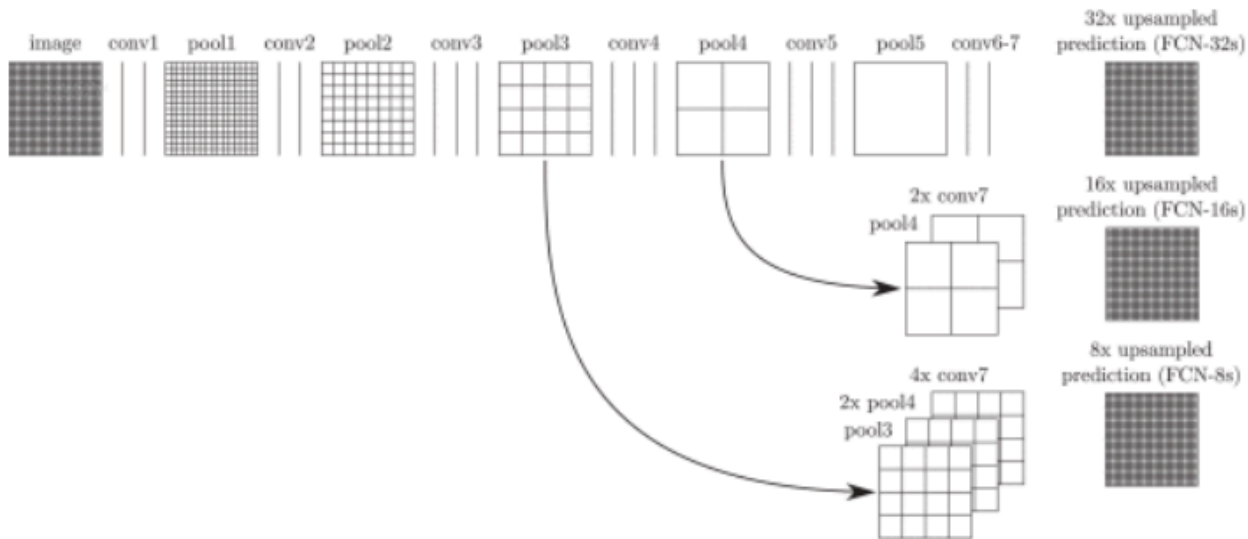 image conv1 pool1 conv2 pool2 conv3 pool3 conv4 pool4 conv5 pool5 conv6-7
32x upsampled
prediction (FCN-32s)
2x conv7
pool4
16x upsampled
prediction (FCN-16s)
4x conv7
2x pool4
pool3
8x upsampled
prediction (FCN-8s)